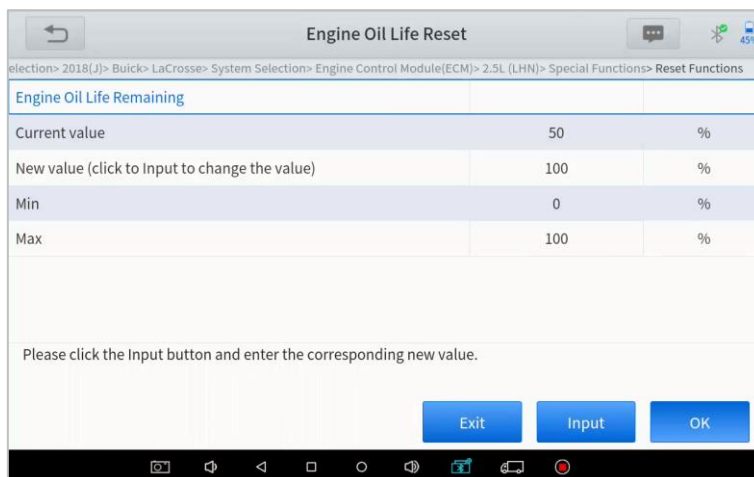 Engine Oil Life Reset
45%
election> 2018(J)> Buick> LaCrosse> System Selection> Engine Control Module(ECM)> 2.5L (LHN)> Special Functions> Reset Functions
Engine Oil Life Remaining
Current value 50 %
New value (click to Input to change the value) 100 %
Min 0 %
Max 100 %
Please click the Input button and enter the corresponding new value.
Exit Input OK